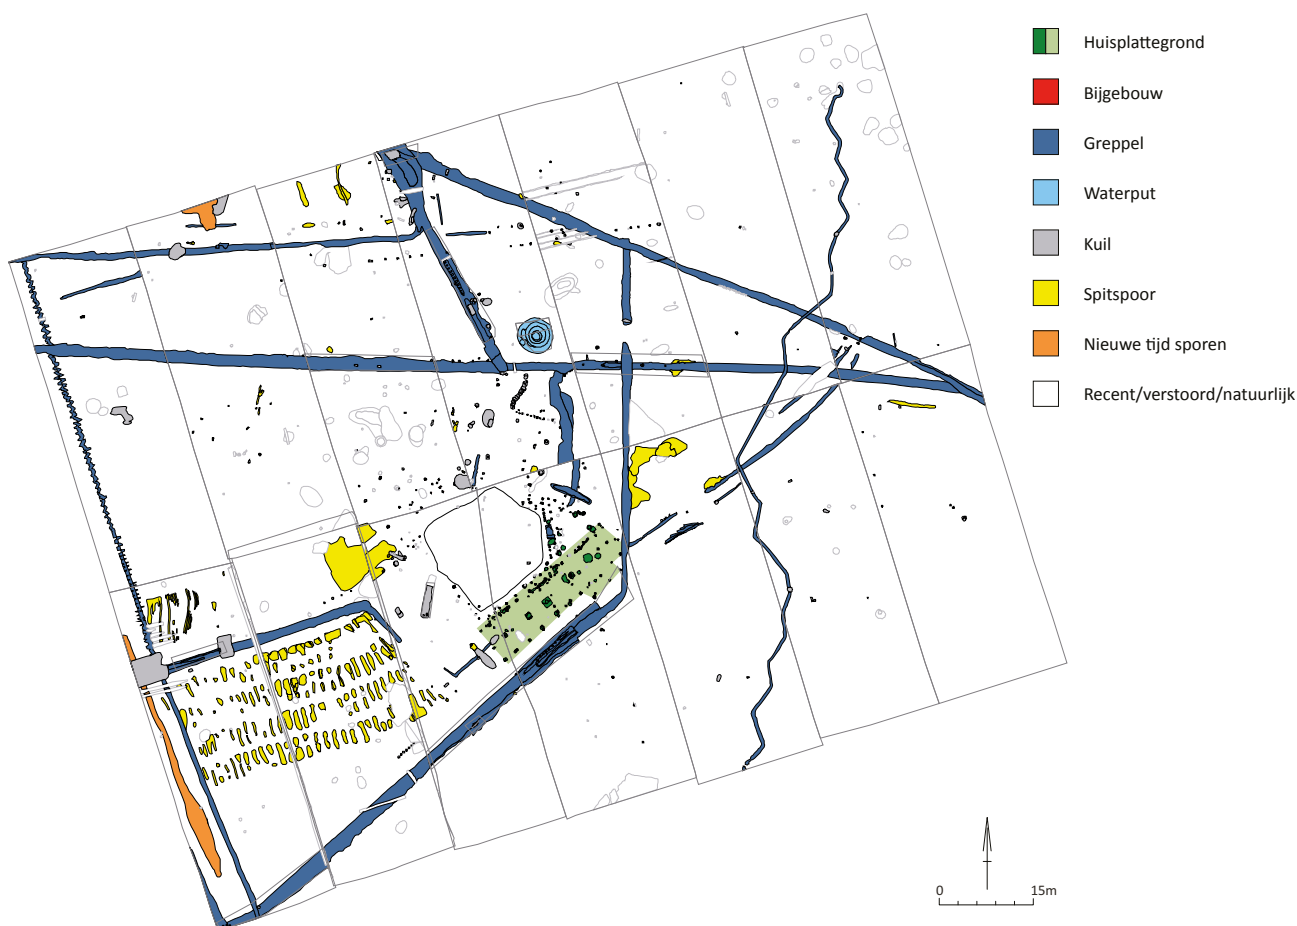 Huisplattegrond
Bijgebouw
Greppel
Waterput
Kuil
Spitspoor
Nieuwe tijd sporen
Recent/verstoord/natuurlijk
0 15m